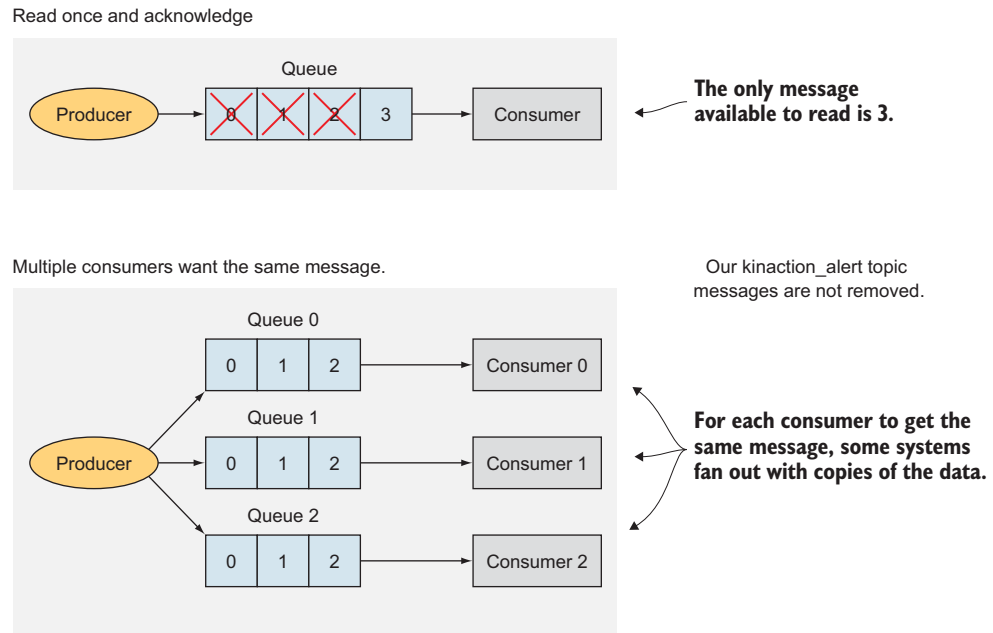 Read once and acknowledge
Queue
Producer
0
1
2
3
Consumer
The only message
available to read is 3.
Multiple consumers want the same message.
Our kinaction_alert topic
messages are not removed.
Queue 0
0
1
2
Consumer 0
Queue 1
Producer
0
1
2
Consumer 1
For each consumer to get the
same message, some systems
fan out with copies of the data.
Queue 2
0
1
2
Consumer 2